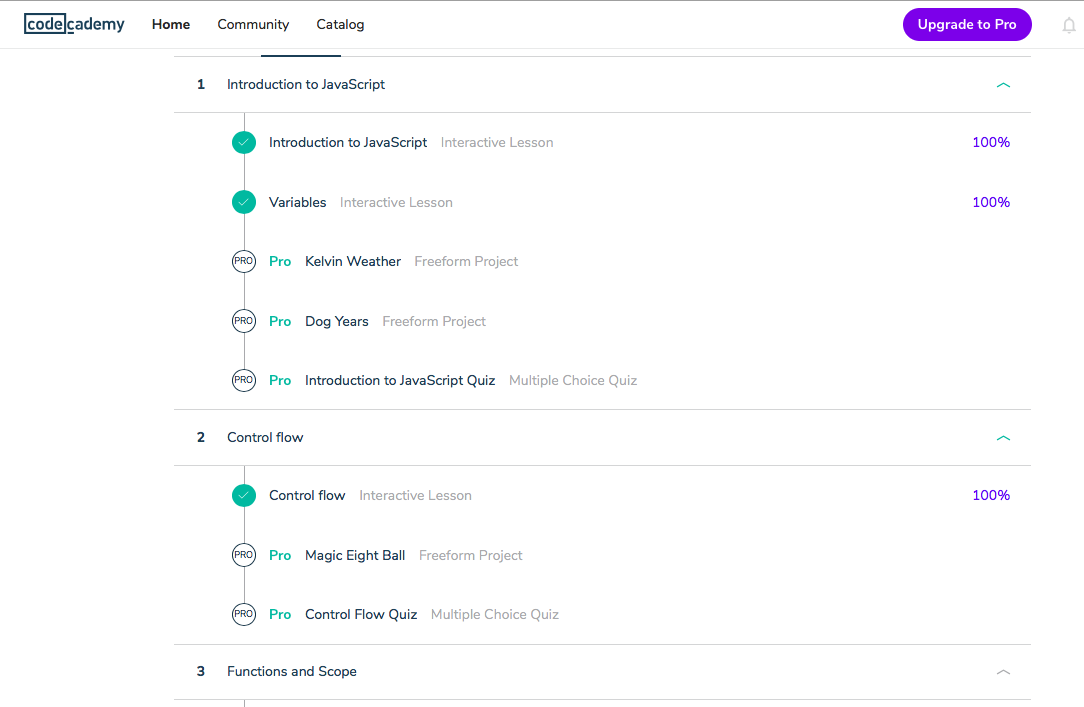 codecademy Home Community Catalog Upgrade to Pro
1 Introduction to JavaScript
Introduction to JavaScript Interactive Lesson 100%
Variables Interactive Lesson 100%
PRO Pro Kelvin Weather Freeform Project
PRO Pro Dog Years Freeform Project
PRO Pro Introduction to JavaScript Quiz Multiple Choice Quiz
2 Control flow
Control flow Interactive Lesson 100%
PRO Pro Magic Eight Ball Freeform Project
PRO Pro Control Flow Quiz Multiple Choice Quiz
3 Functions and Scope